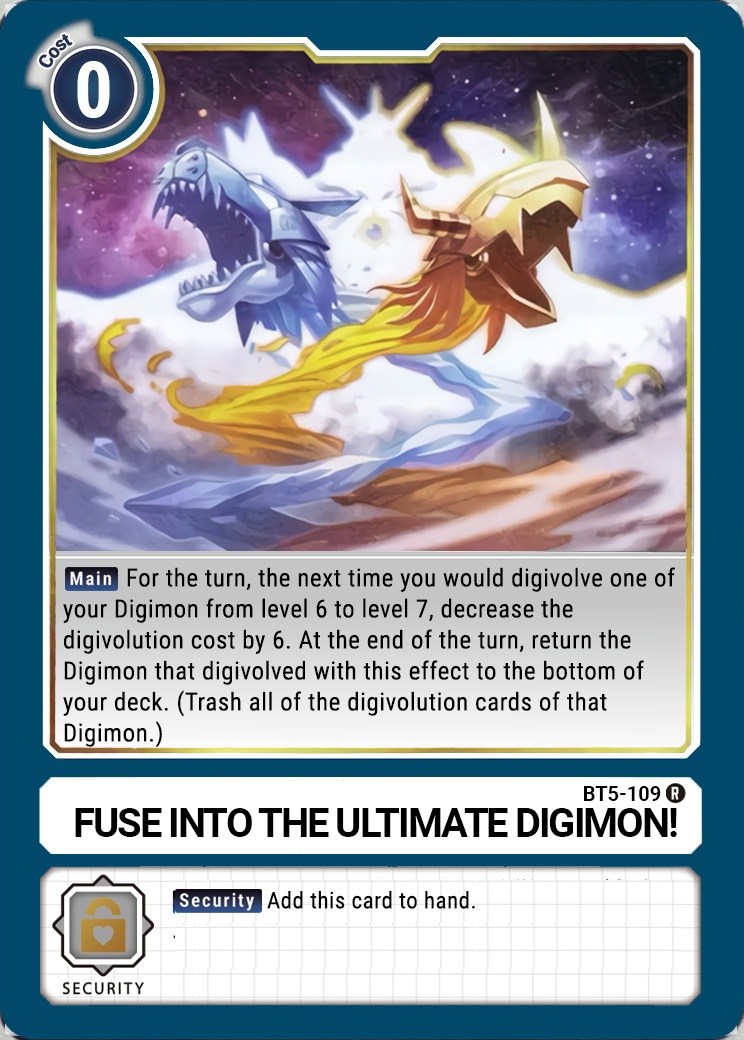 Cost
0
Main For the turn, the next time you would digivolve one of
your Digimon from level 6 to level 7, decrease the
digivolution cost by 6. At the end of the turn, return the
Digimon that digivolved with this effect to the bottom of
your deck. (Trash all of the digivolution cards of that
Digimon.)
BT5-109 R
FUSE INTO THE ULTIMATE DIGIMON!
Security Add this card to hand.
SECURITY